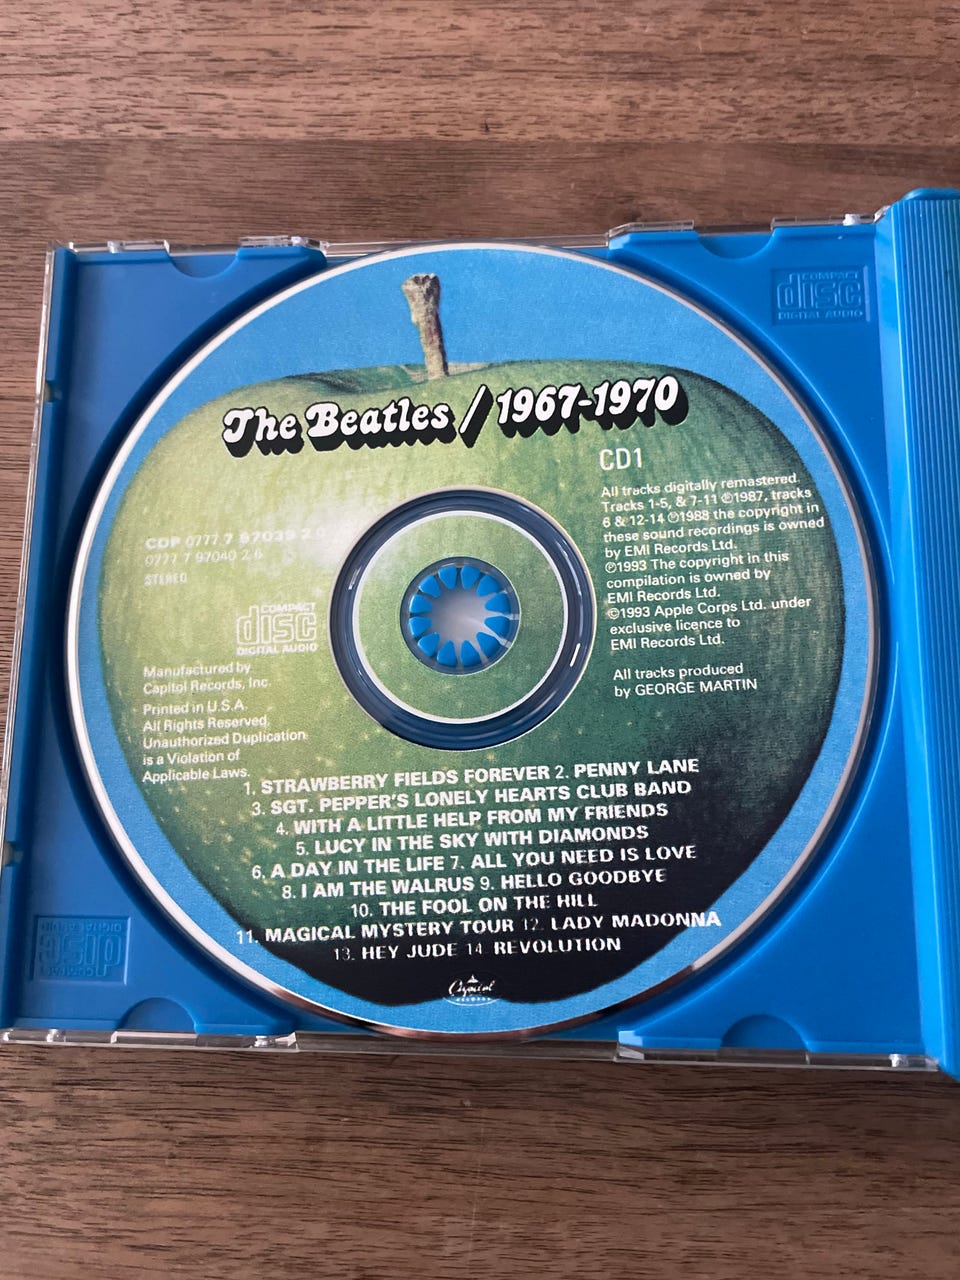 COMPACT
disc
DIGITAL AUDIO
The Beatles / 1967-1970
CD1
All tracks digitally remastered.
Tracks 1-5, & 7-11 ℗1987, tracks
6 & 12-14 ℗1988 the copyright in
these sound recordings is owned
by EMI Records Ltd.
℗1993 The copyright in this
compilation is owned by
EMI Records Ltd.
©1993 Apple Corps Ltd. under
exclusive licence to
EMI Records Ltd.
All tracks produced
by GEORGE MARTIN
CDP 0777 7 97039 2 0
0777 7 97040 2 6
STEREO
COMPACT
disc
DIGITAL AUDIO
Manufactured by
Capitol Records, Inc.
Printed in U.S.A.
All Rights Reserved.
Unauthorized Duplication
is a Violation of
Applicable Laws.
1. STRAWBERRY FIELDS FOREVER 2. PENNY LANE
3. SGT. PEPPER'S LONELY HEARTS CLUB BAND
4. WITH A LITTLE HELP FROM MY FRIENDS
5. LUCY IN THE SKY WITH DIAMONDS
6. A DAY IN THE LIFE 7. ALL YOU NEED IS LOVE
8. I AM THE WALRUS 9. HELLO GOODBYE
10. THE FOOL ON THE HILL
11. MAGICAL MYSTERY TOUR 12. LADY MADONNA
13. HEY JUDE 14. REVOLUTION
Capitol
RECORDS
COMPACT
disc
DIGITAL AUDIO